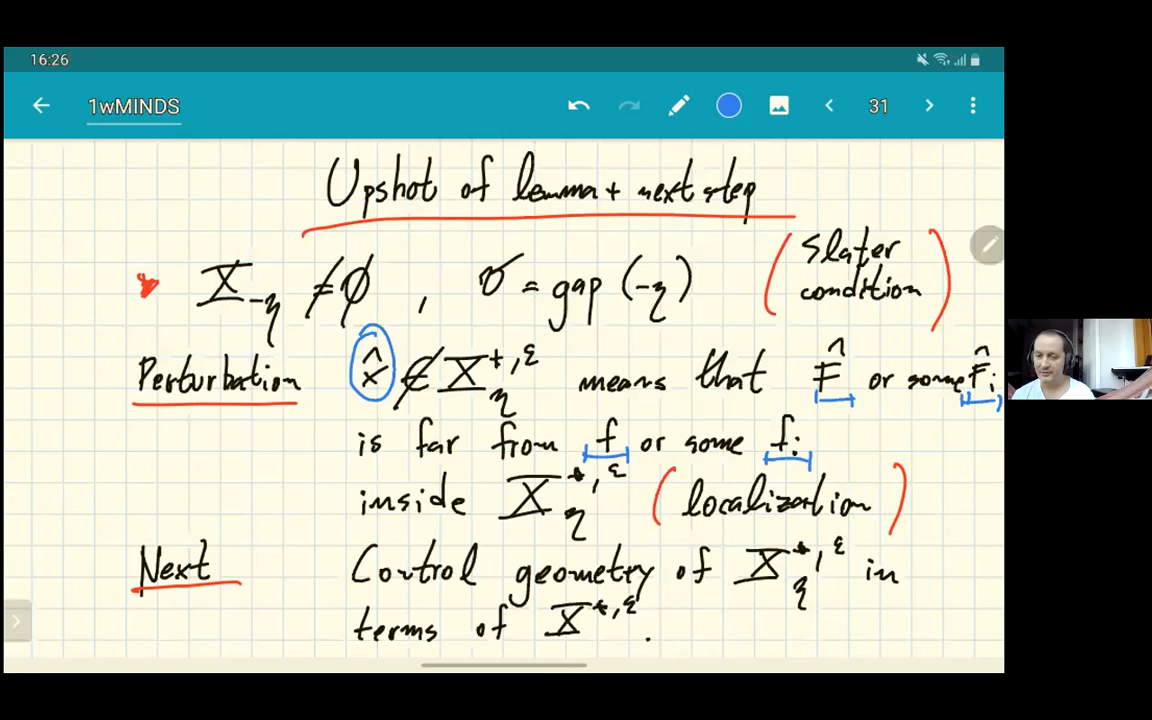 16:26
1wMINDS
31
Upshot of lemma + next step
X_{-η} ≠ ∅ , σ = gap (-η) (Slater condition)
Perturbation x̂ ∉ X_η^{*,ε} means that F̂ or some F̂_i
is far from f or some f_i
inside X_η^{*,ε} (localization)
Next Control geometry of X_η^{*,ε} in
terms of X^{*,ε}.